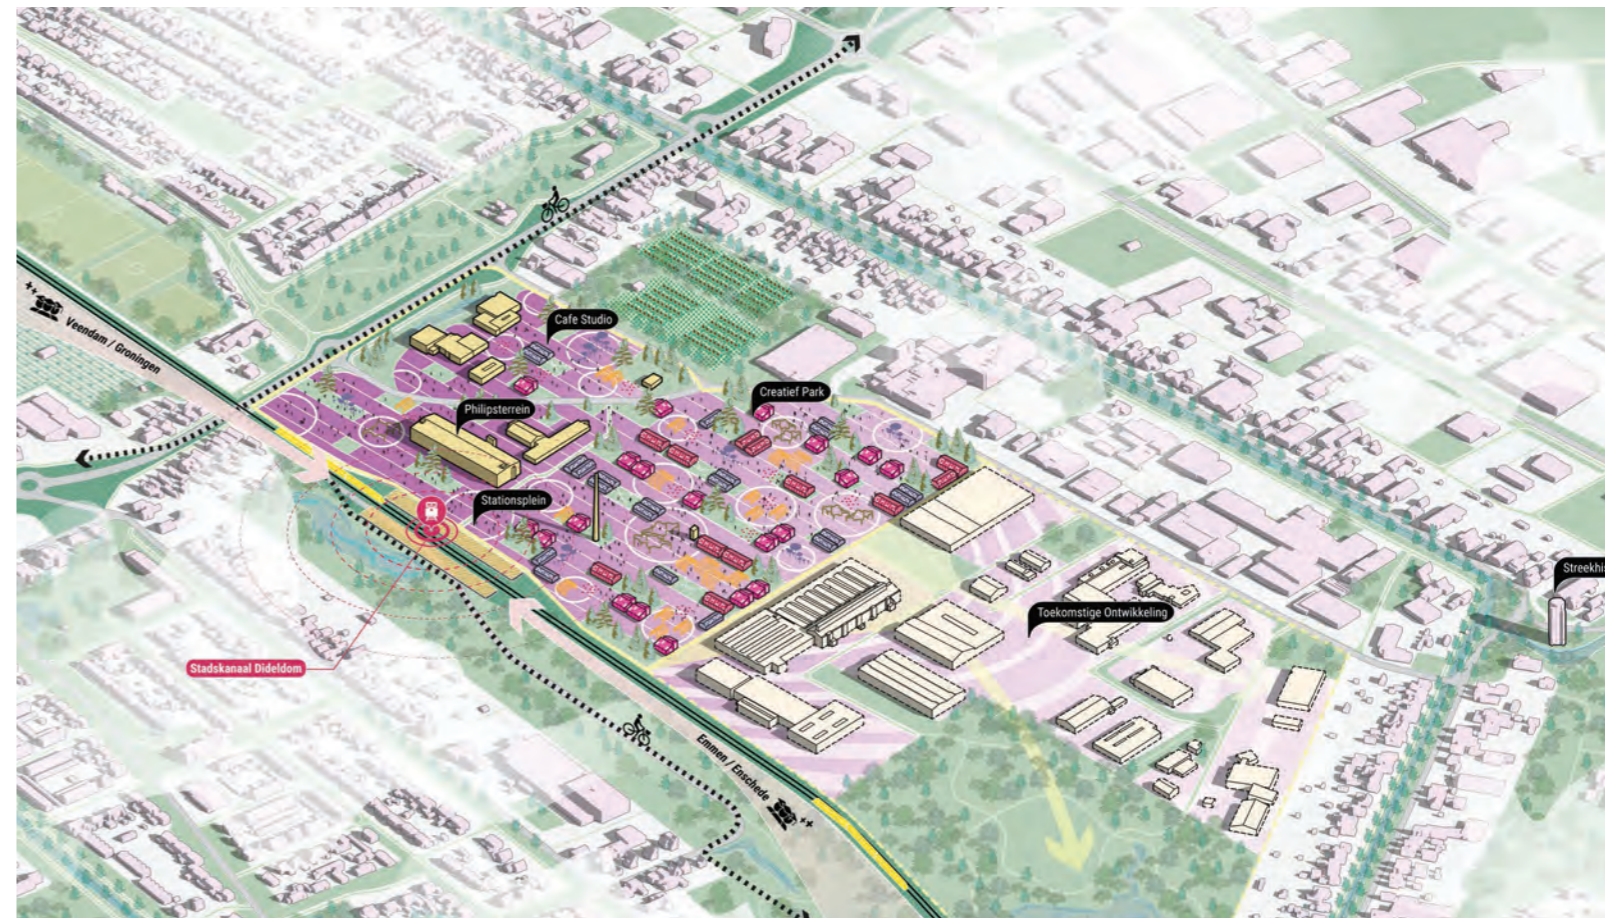 Cafe Studio
Veendam / Groningen
Creatief Park
Philipsterrein
Stationsplein
Toekomstige Ontwikkeling
Stadskanaal Dideldom
Emmen / Enschede